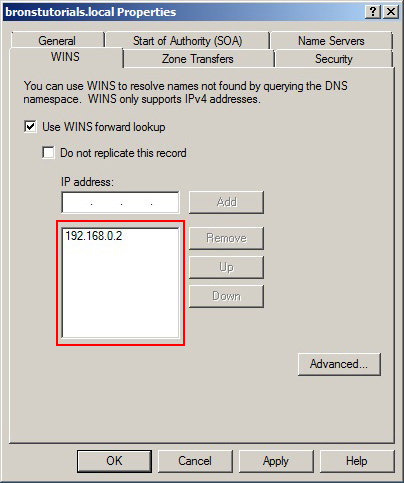 bronstutorials.local Properties
General Start of Authority (SOA) Name Servers
WINS Zone Transfers Security
You can use WINS to resolve names not found by querying the DNS
namespace. WINS only supports IPv4 addresses.
Use WINS forward lookup
Do not replicate this record
IP address:
. . . Add
192.168.0.2 Remove
Up
Down
Advanced...
OK Cancel Apply Help